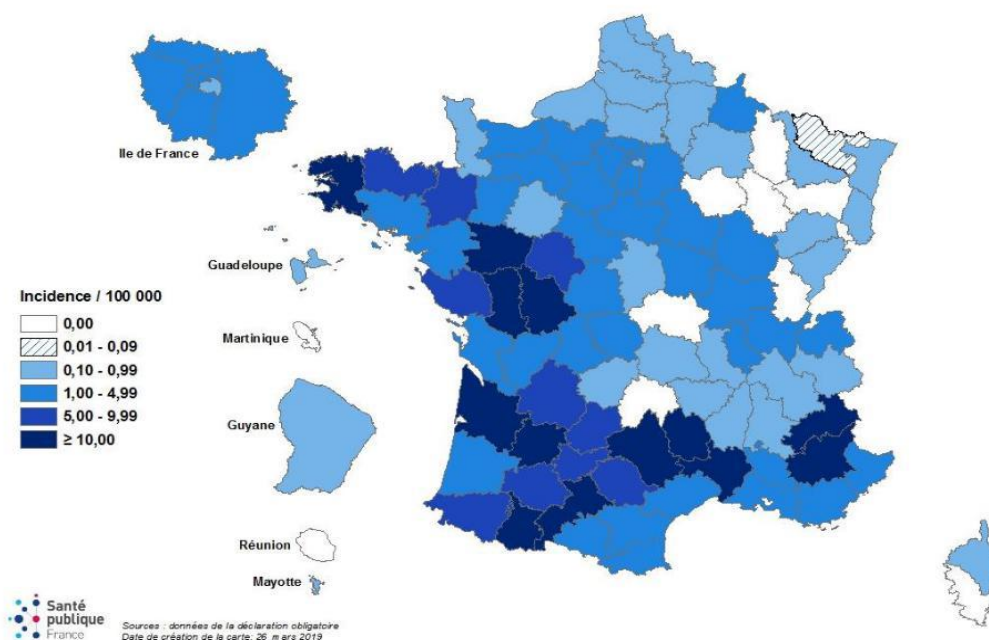 Ile de France
Guadeloupe
Incidence / 100 000
0,00
0,01 - 0,09
0,10 - 0,99
1,00 - 4,99
5,00 - 9,99
≥ 10,00
Martinique
Guyane
Réunion
Mayotte
Santé
publique
France
Sources : données de la déclaration obligatoire
Date de création de la carte: 26 mars 2019